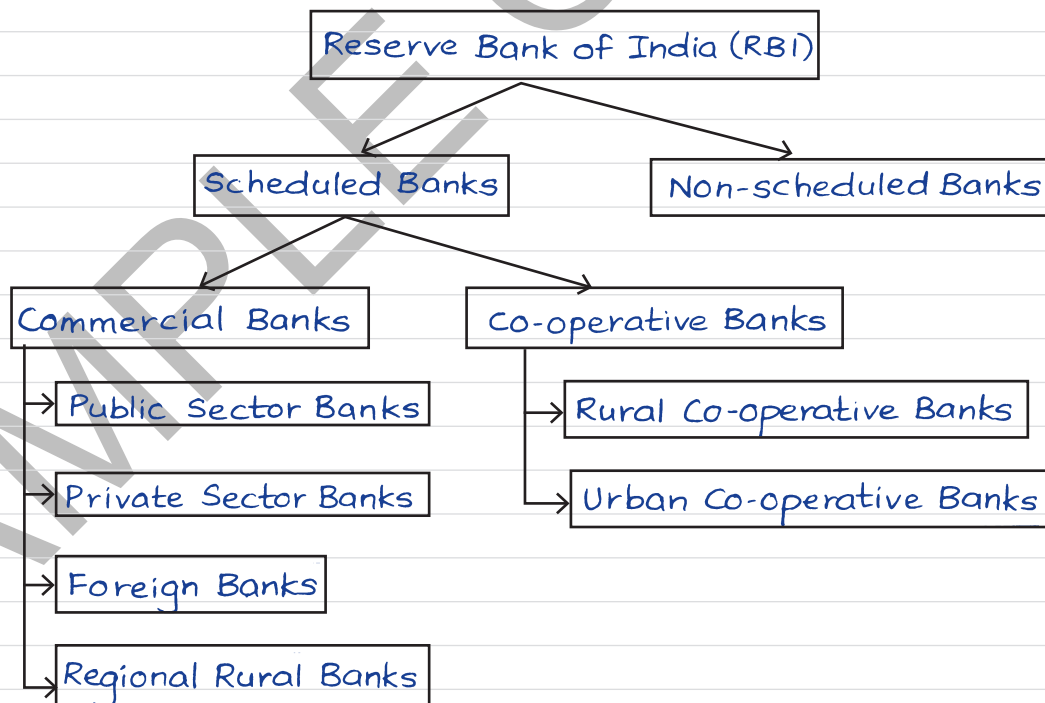 Reserve Bank of India (RBI)
Scheduled Banks
Non-scheduled Banks
Commercial Banks
Co-operative Banks
Public Sector Banks
Rural Co-operative Banks
Private Sector Banks
Urban Co-operative Banks
Foreign Banks
Regional Rural Banks